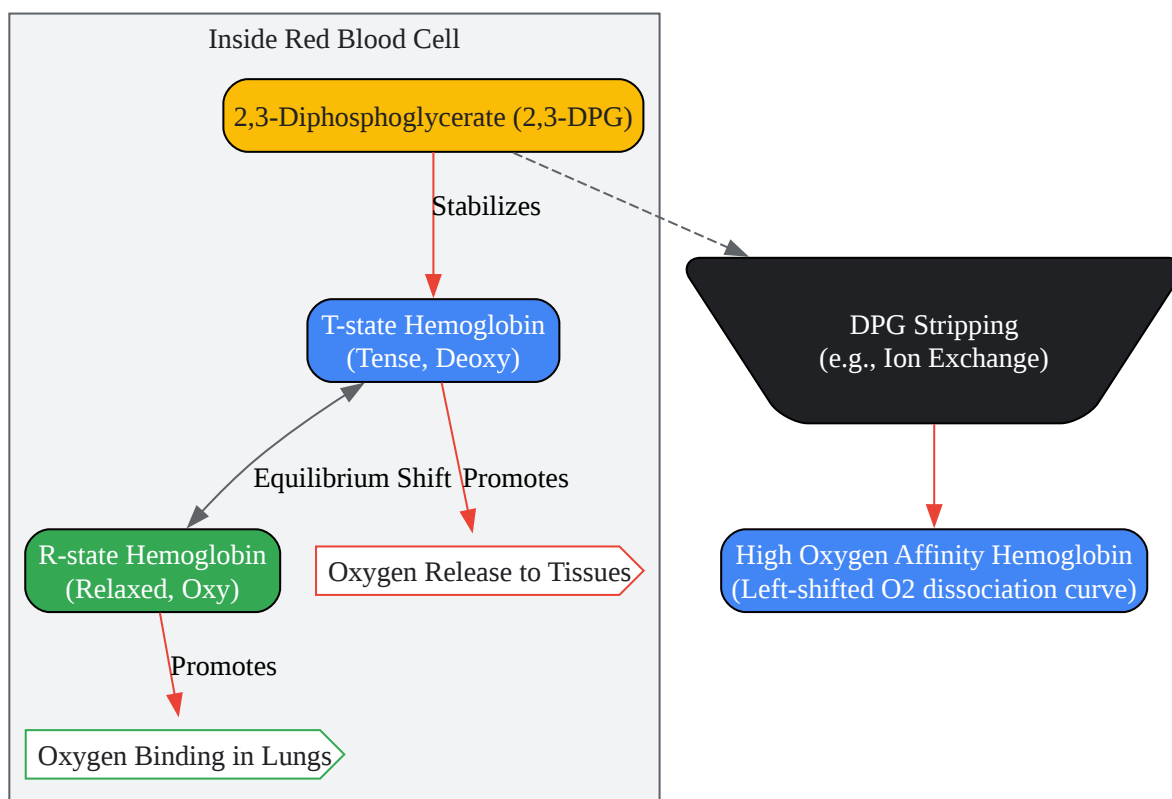 Inside Red Blood Cell
2,3-Diphosphoglycerate (2,3-DPG)
Stabilizes
T-state Hemoglobin
(Tense, Deoxy)
DPG Stripping
(e.g., Ion Exchange)
Equilibrium Shift
Promotes
R-state Hemoglobin
(Relaxed, Oxy)
Oxygen Release to Tissues
High Oxygen Affinity Hemoglobin
(Left-shifted O2 dissociation curve)
Promotes
Oxygen Binding in Lungs